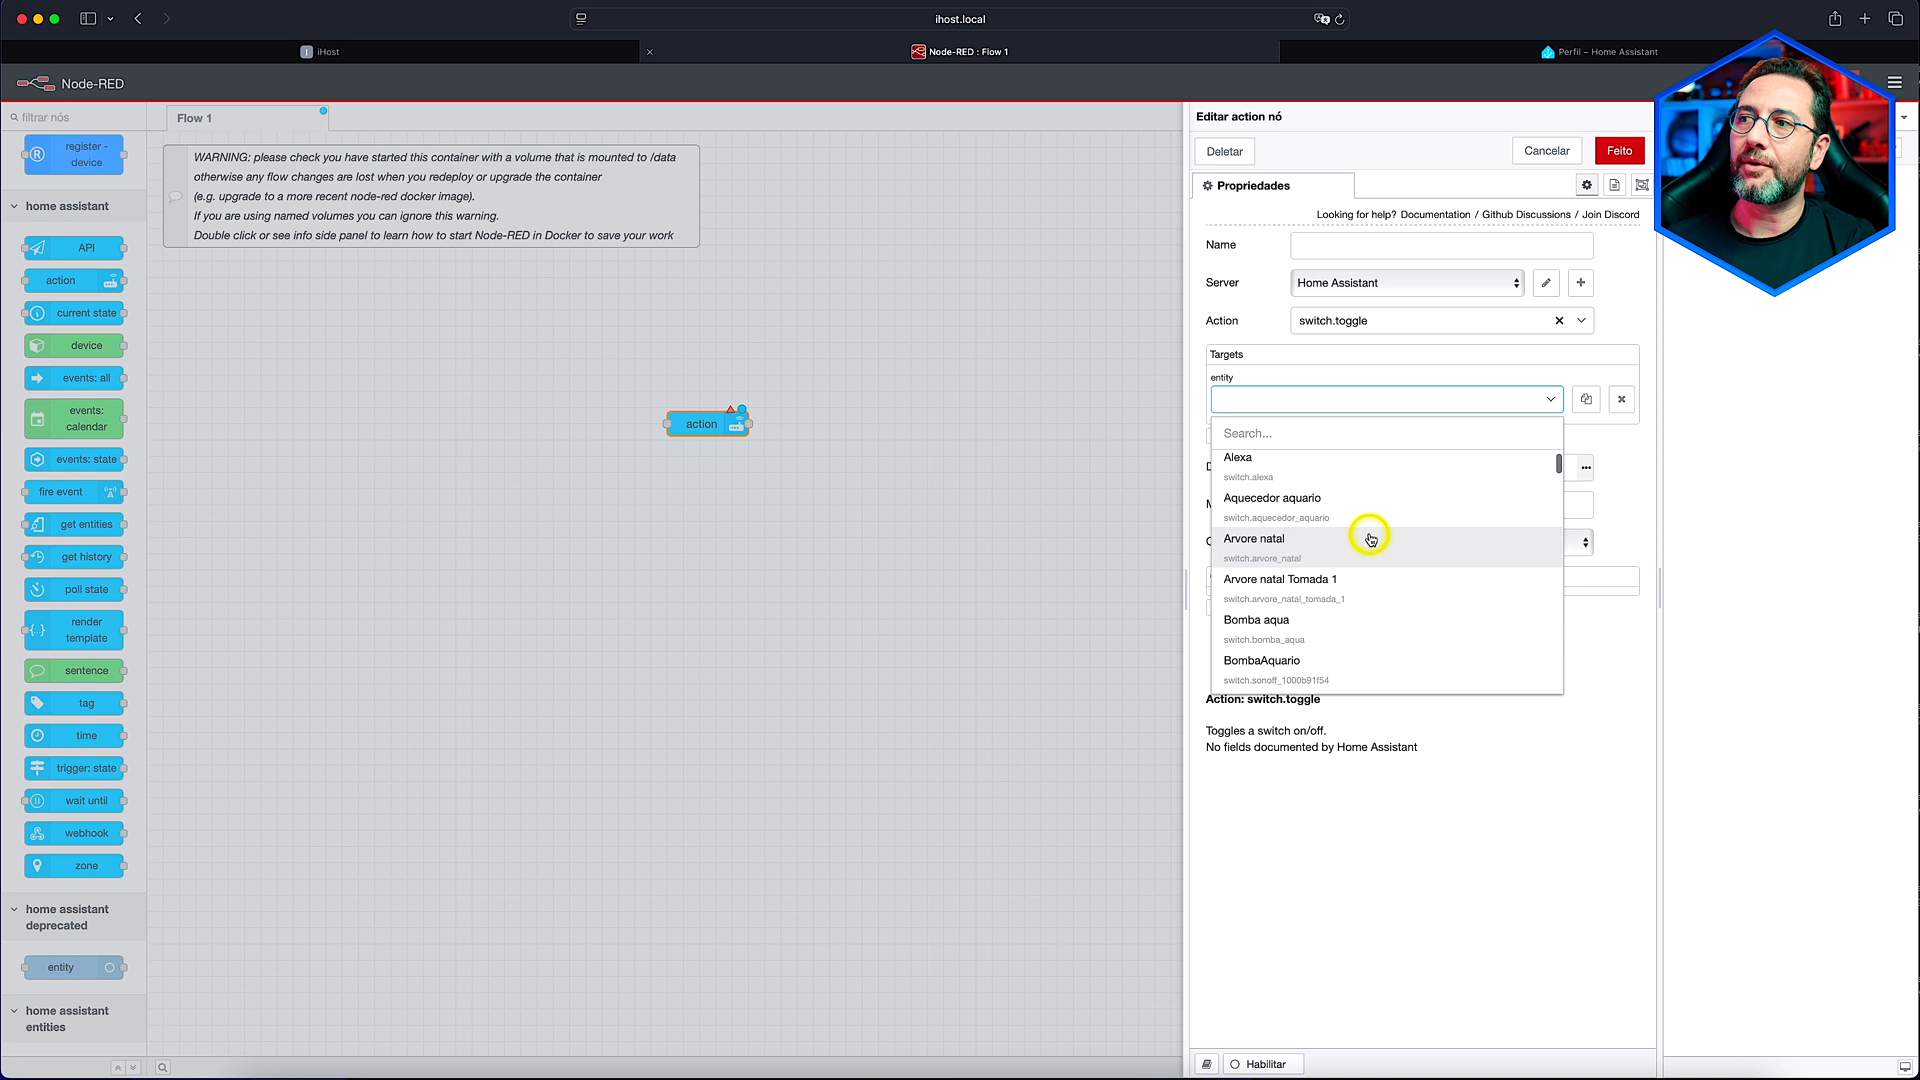 ihost.local
iHost
Node-RED : Flow 1
Perfil – Home Assistant
Node-RED
filtrar nós
register -
device
home assistant
API
action
current state
device
events: all
events:
calendar
events: state
fire event
get entities
get history
poll state
render
template
sentence
tag
time
trigger: state
wait until
webhook
zone
home assistant
deprecated
entity
home assistant
entities
Flow 1
WARNING: please check you have started this container with a volume that is mounted to /data
otherwise any flow changes are lost when you redeploy or upgrade the container
(e.g. upgrade to a more recent node-red docker image).
If you are using named volumes you can ignore this warning.
Double click or see info side panel to learn how to start Node-RED in Docker to save your work
action
Editar action nó
Deletar
Cancelar
Feito
Propriedades
Looking for help? Documentation / Github Discussions / Join Discord
Name
Server
Home Assistant
Action
switch.toggle
Targets
entity
Search...
Alexa
switch.alexa
Aquecedor aquario
switch.aquecedor_aquario
Arvore natal
switch.arvore_natal
Arvore natal Tomada 1
switch.arvore_natal_tomada_1
Bomba aqua
switch.bomba_aqua
BombaAquario
switch.sonoff_1000b91f54
Action: switch.toggle
Toggles a switch on/off.
No fields documented by Home Assistant
Habilitar